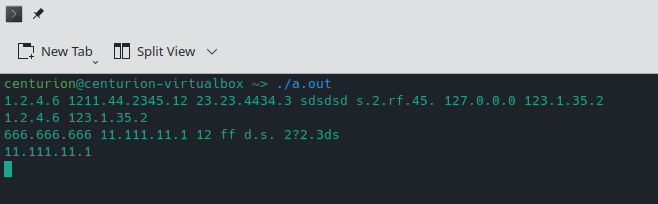 New Tab Split View
centurion@centurion-virtualbox ~> ./a.out
1.2.4.6 1211.44.2345.12 23.23.4434.3 sdsdsd s.2.rf.45. 127.0.0.0 123.1.35.2
1.2.4.6 123.1.35.2
666.666.666 11.111.11.1 12 ff d.s. 2?2.3ds
11.111.11.1